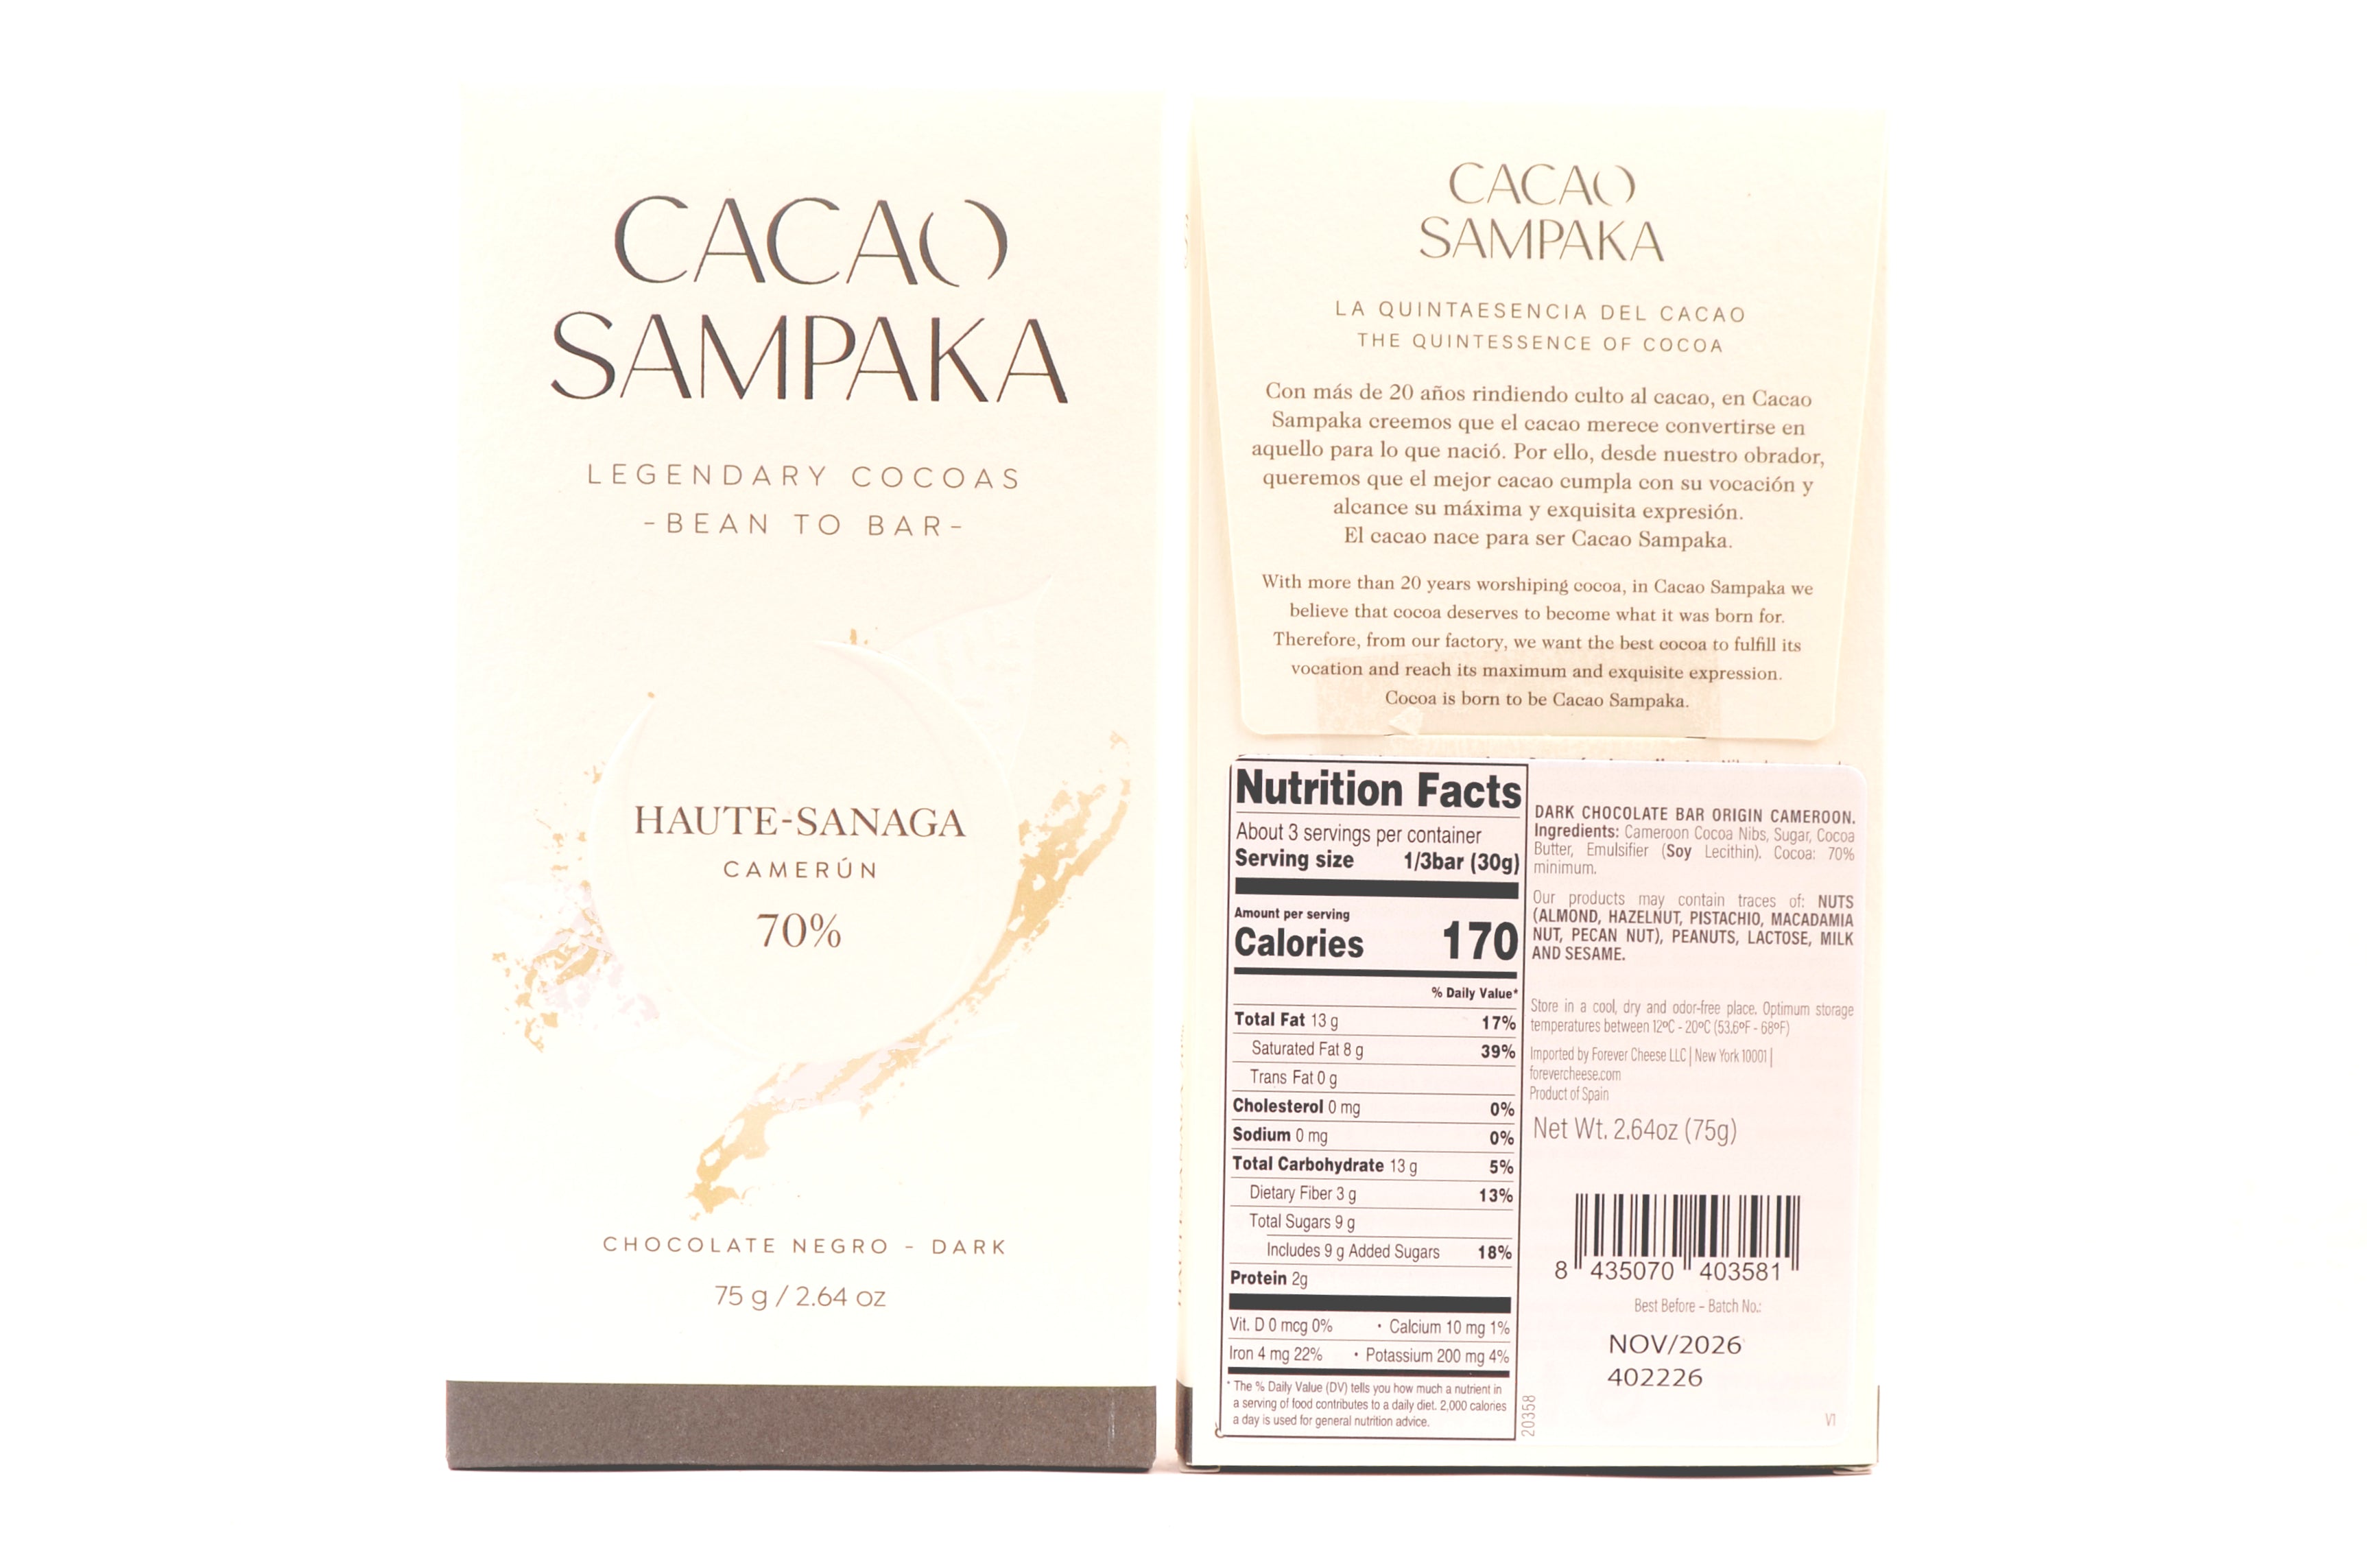 CACAO
SAMPAKA
LEGENDARY COCOAS
-BEAN TO BAR-
HAUTE-SANAGA
CAMERÚN
70%
CHOCOLATE NEGRO - DARK
75 g / 2.64 oz
CACAO
SAMPAKA
LA QUINTAESENCIA DEL CACAO
THE QUINTESSENCE OF COCOA
Con más de 20 años rindiendo culto al cacao, en Cacao
Sampaka creemos que el cacao merece convertirse en
aquello para lo que nació. Por ello, desde nuestro obrador,
queremos que el mejor cacao cumpla con su vocación y
alcance su máxima y exquisita expresión.
El cacao nace para ser Cacao Sampaka.
With more than 20 years worshiping cocoa, in Cacao Sampaka we
believe that cocoa deserves to become what it was born for.
Therefore, from our factory, we want the best cocoa to fulfill its
vocation and reach its maximum and exquisite expression.
Cocoa is born to be Cacao Sampaka.
Nutrition Facts
About 3 servings per container
Serving size 1/3bar (30g)
Amount per serving
Calories 170
% Daily Value*
Total Fat 13 g 17%
Saturated Fat 8 g 39%
Trans Fat 0 g
Cholesterol 0 mg 0%
Sodium 0 mg 0%
Total Carbohydrate 13 g 5%
Dietary Fiber 3 g 13%
Total Sugars 9 g
Includes 9 g Added Sugars 18%
Protein 2g
Vit. D 0 mcg 0% • Calcium 10 mg 1%
Iron 4 mg 22% • Potassium 200 mg 4%
* The % Daily Value (DV) tells you how much a nutrient in
a serving of food contributes to a daily diet. 2,000 calories
a day is used for general nutrition advice.
20358
DARK CHOCOLATE BAR ORIGIN CAMEROON.
Ingredients: Cameroon Cocoa Nibs, Sugar, Cocoa
Butter, Emulsifier (Soy Lecithin). Cocoa: 70%
minimum.
Our products may contain traces of: NUTS
(ALMOND, HAZELNUT, PISTACHIO, MACADAMIA
NUT, PECAN NUT), PEANUTS, LACTOSE, MILK
AND SESAME.
Store in a cool, dry and odor-free place. Optimum storage
temperatures between 12ºC - 20ºC (53.6ºF - 68ºF)
Imported by Forever Cheese LLC | New York 10001 |
forevercheese.com
Product of Spain
Net Wt. 2.64oz (75g)
8 435070 403581
Best Before - Batch No.:
NOV/2026
402226
V1